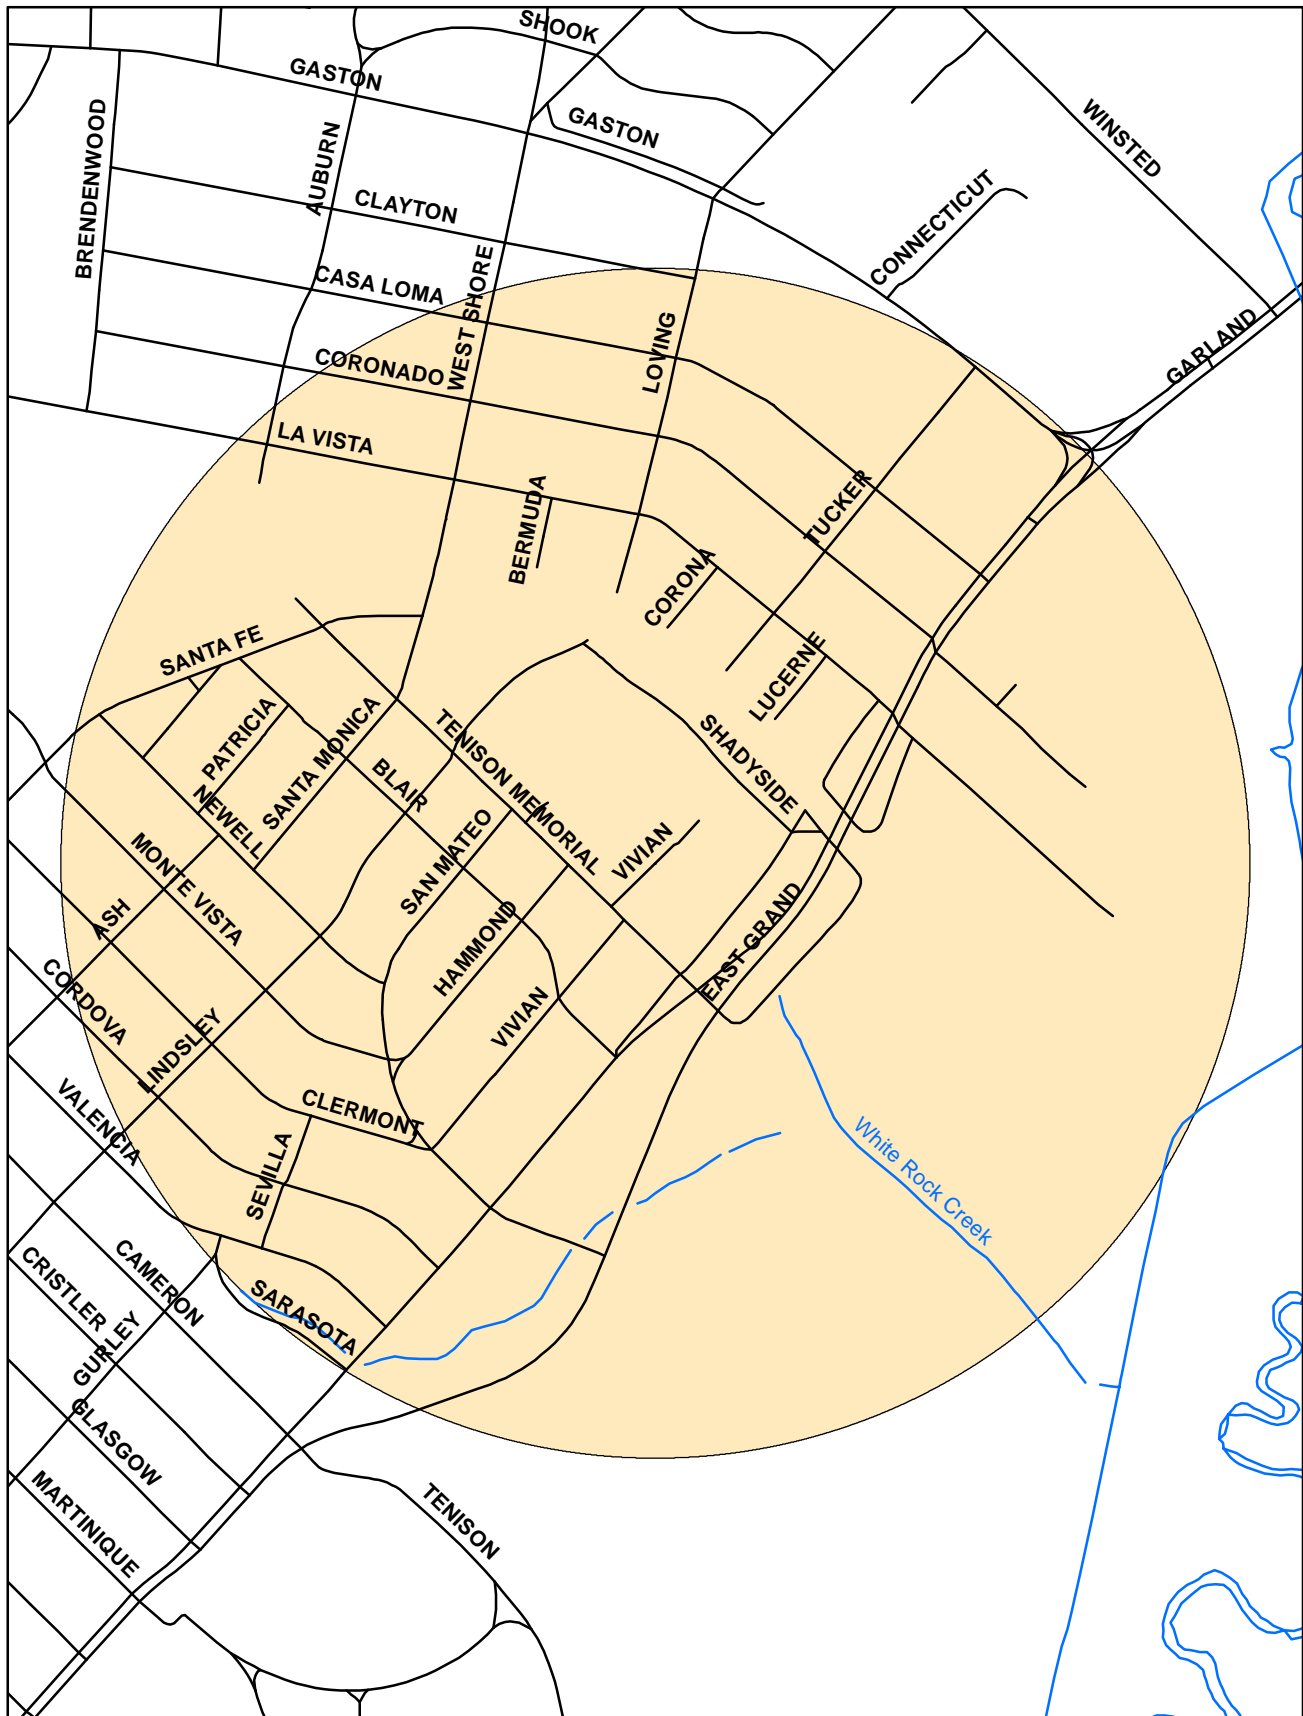 SHOOK
GASTON
GASTON
WINSTED
BRENDENWOOD
AUBURN
CLAYTON
CONNECTICUT
CASA LOMA
WEST SHORE
LOVING
GARLAND
CORONADO
LA VISTA
TUCKER
BERMUDA
CORONA
SANTA FE
LUCERNE
PATRICIA
SANTA MONICA
TENISON MEMORIAL
SHADYSIDE
BLAIR
NEWELL
SAN MATEO
VIVIAN
MONTE VISTA
ASH
HAMMOND
EAST GRAND
CORDOVA
VIVIAN
LINDSLEY
VALENCIA
CLERMONT
SEVILLA
White Rock Creek
CAMERON
CRISTLER
SARASOTA
GURLEY
GLASGOW
MARTINIQUE
TENISON